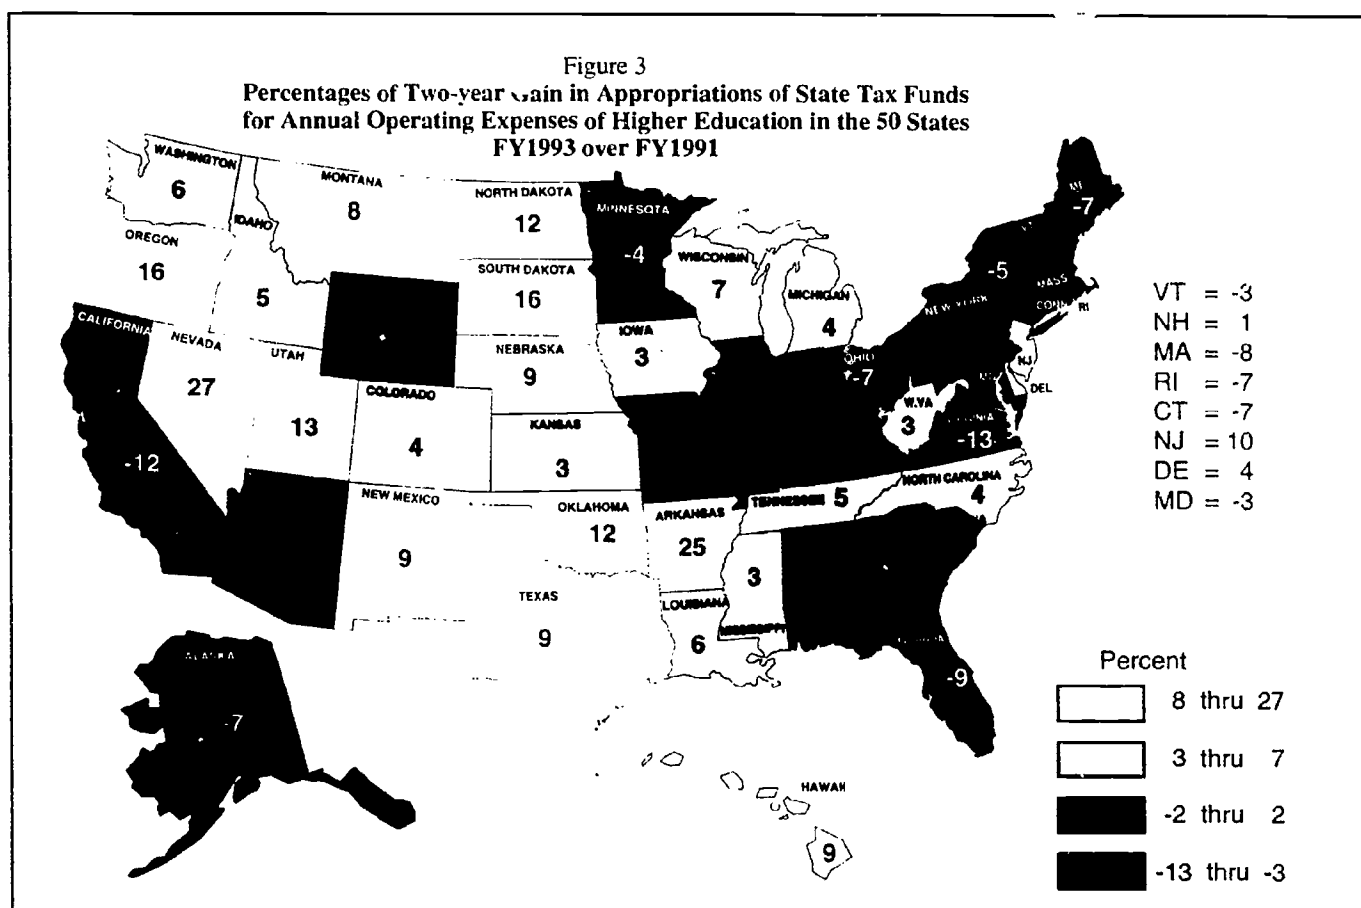 Figure 3
Percentages of Two-year Gain in Appropriations of State Tax Funds
for Annual Operating Expenses of Higher Education in the 50 States
FY1993 over FY1991
WASHINGTON
6
MONTANA
8
NORTH DAKOTA
12
MINNESOTA
-4
ME
-7
IDAHO
5
OREGON
16
SOUTH DAKOTA
16
WISCONSIN
7
MICHIGAN
4
-5
NEW YORK
MASS
CONN
RI
CALIFORNIA
-12
NEVADA
27
UTAH
13
NEBRASKA
9
IOWA
3
OHIO
-7
NJ
DEL
COLORADO
4
KANSAS
3
W.VA
3
-13
NEW MEXICO
9
OKLAHOMA
12
ARKANSAS
25
TENNESSEE 5
NORTH CAROLINA
4
TEXAS
9
LOUISIANA
6
MISSISSIPPI
3
-9
ALASKA
-7
HAWAII
9
VT = -3
NH = 1
MA = -8
RI = -7
CT = -7
NJ = 10
DE = 4
MD = -3
Percent
8 thru 27
3 thru 7
-2 thru 2
-13 thru -3